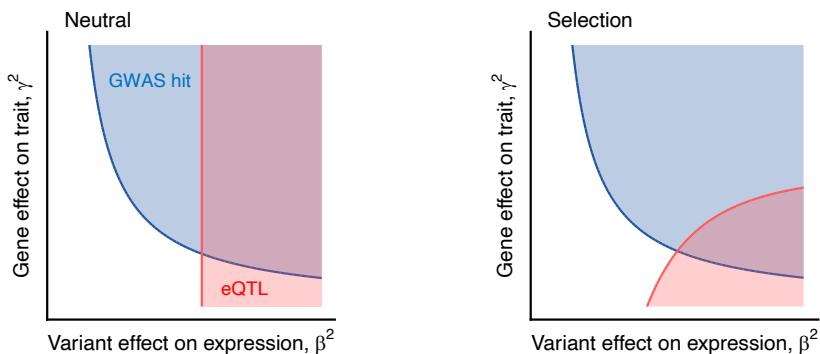 Neutral
GWAS hit
eQTL
Gene effect on trait, γ²
Variant effect on expression, β²
Selection
Gene effect on trait, γ²
Variant effect on expression, β²